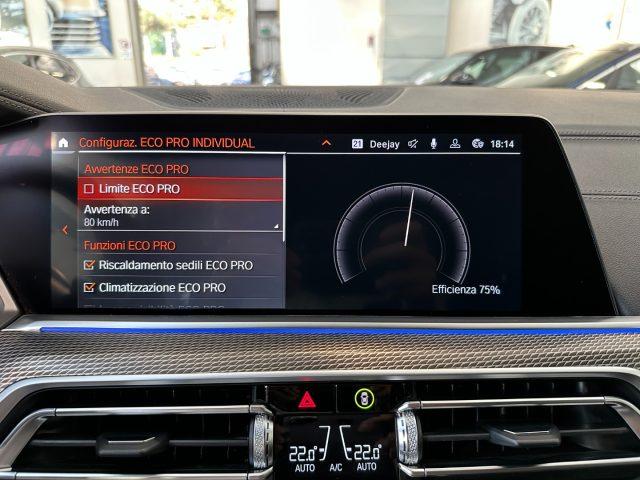 Configuraz. ECO PRO INDIVIDUAL
21 Deejay 18:14
Avvertenze ECO PRO
Limite ECO PRO
Avvertenza a:
80 km/h
Funzioni ECO PRO
Riscaldamento sedili ECO PRO
Climatizzazione ECO PRO
Efficienza 75%
22.0° 22.0°
AUTO A/C AUTO